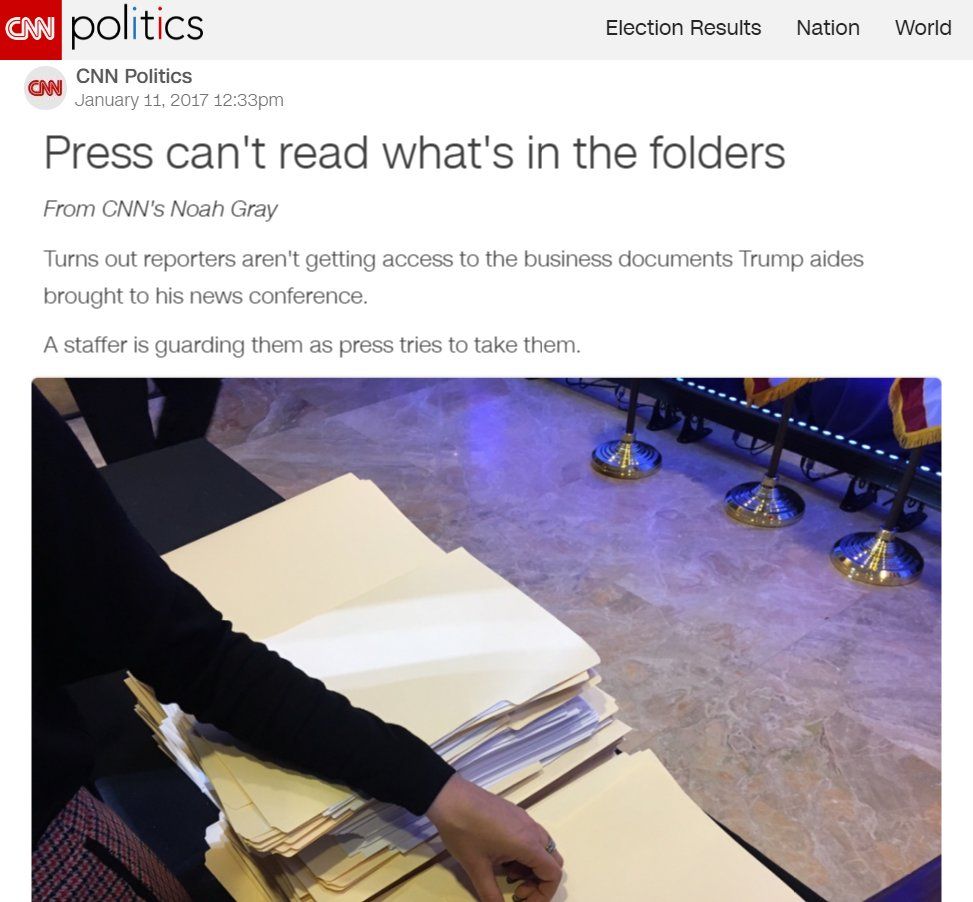 CNN politics Election Results Nation World
CNN CNN Politics
January 11, 2017 12:33pm
Press can't read what's in the folders
From CNN's Noah Gray
Turns out reporters aren't getting access to the business documents Trump aides
brought to his news conference.
A staffer is guarding them as press tries to take them.